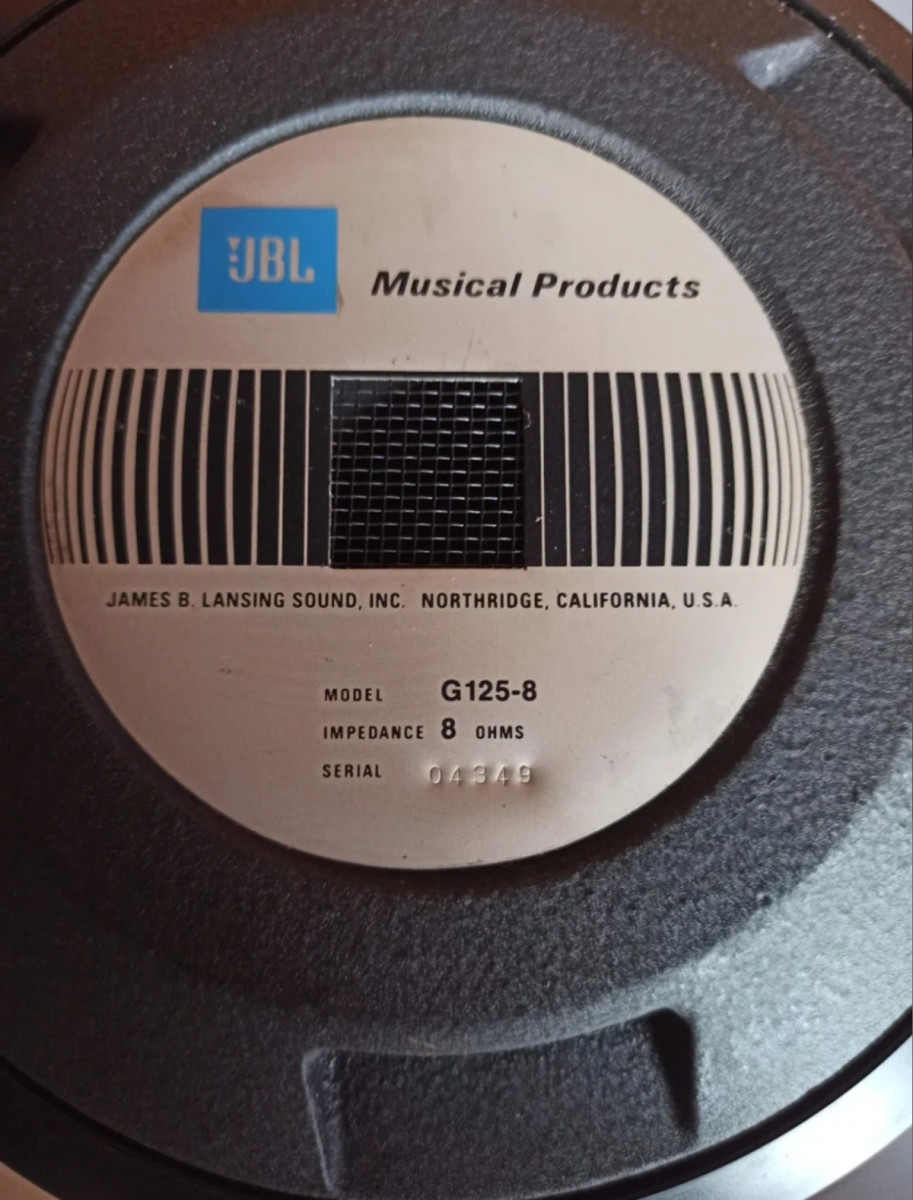 JBL
Musical Products
JAMES B. LANSING SOUND, INC. NORTHRIDGE, CALIFORNIA, U.S.A.
MODEL G125-8
IMPEDANCE 8 OHMS
SERIAL 04349